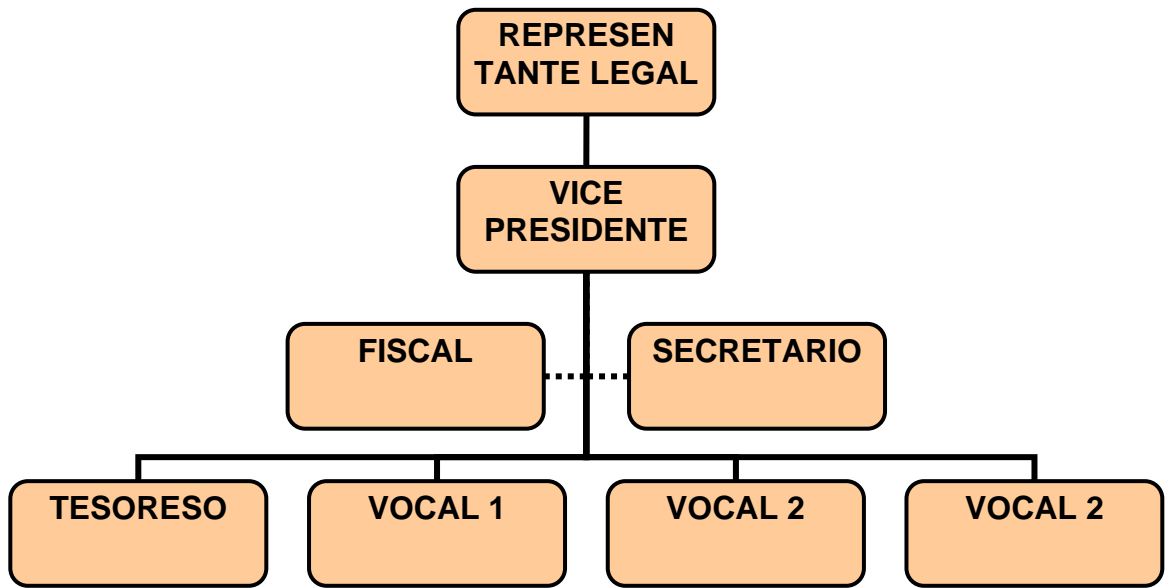 REPRESEN
TANTE LEGAL
VICE
PRESIDENTE
FISCAL
SECRETARIO
TESORESO
VOCAL 1
VOCAL 2
VOCAL 2